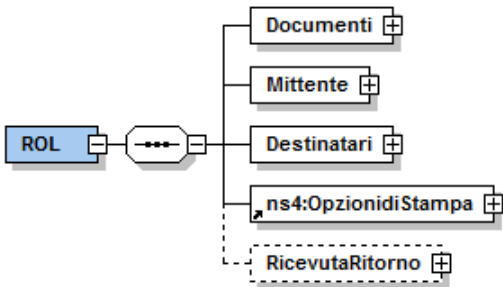 Documenti
Mittente
ROL
Destinatari
ns4:OpzionidiStampa
RicevutaRitorno